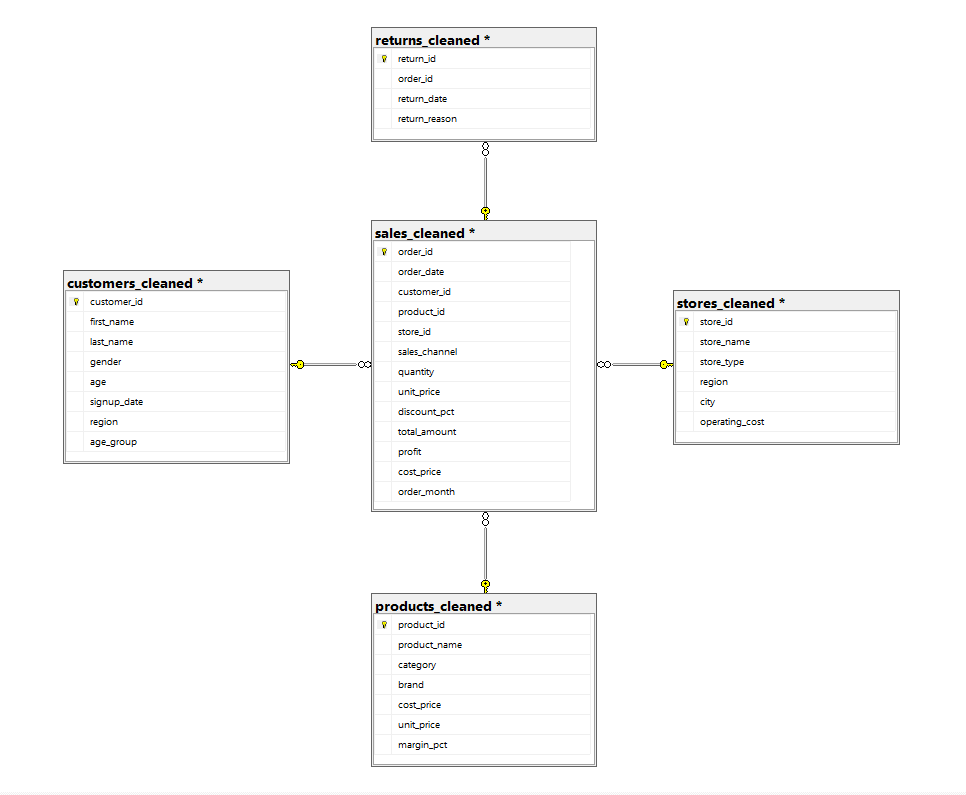 returns_cleaned *
return_id
order_id
return_date
return_reason
sales_cleaned *
order_id
order_date
customer_id
product_id
store_id
sales_channel
quantity
unit_price
discount_pct
total_amount
profit
cost_price
order_month
customers_cleaned *
customer_id
first_name
last_name
gender
age
signup_date
region
age_group
stores_cleaned *
store_id
store_name
store_type
region
city
operating_cost
products_cleaned *
product_id
product_name
category
brand
cost_price
unit_price
margin_pct